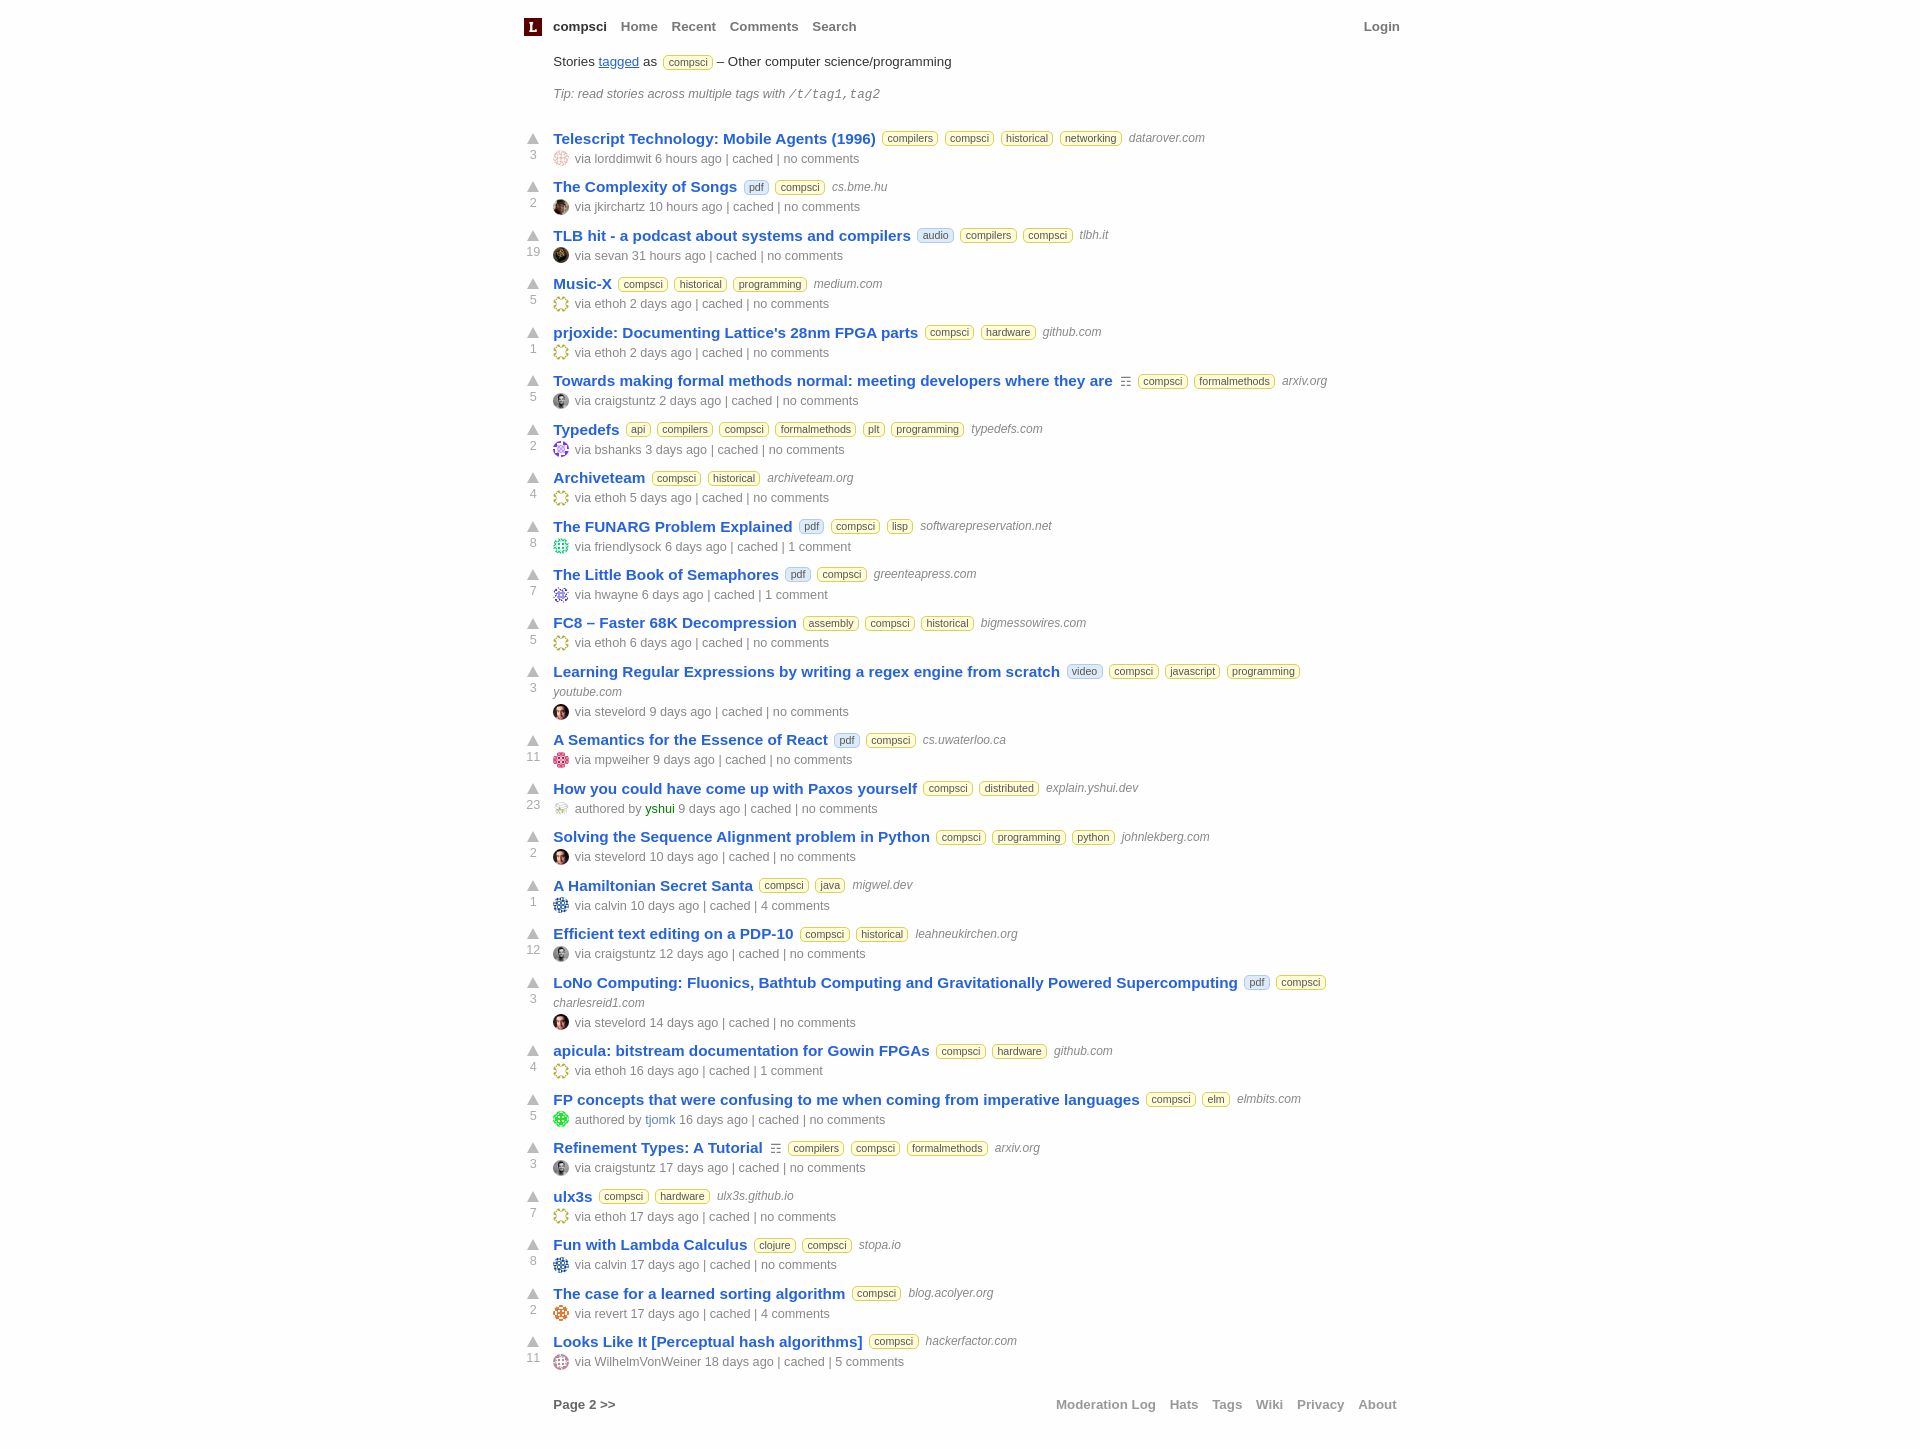 L compsci Home Recent Comments Search Login
Stories tagged as compsci – Other computer science/programming
Tip: read stories across multiple tags with /t/tag1,tag2
Telescript Technology: Mobile Agents (1996) compilers compsci historical networking datarover.com
3 via lorddimwit 6 hours ago | cached | no comments
The Complexity of Songs pdf compsci cs.bme.hu
2 via jkirchartz 10 hours ago | cached | no comments
TLB hit - a podcast about systems and compilers audio compilers compsci tlbh.it
19 via sevan 31 hours ago | cached | no comments
Music-X compsci historical programming medium.com
5 via ethoh 2 days ago | cached | no comments
prjoxide: Documenting Lattice's 28nm FPGA parts compsci hardware github.com
1 via ethoh 2 days ago | cached | no comments
Towards making formal methods normal: meeting developers where they are ☶ compsci formalmethods arxiv.org
5 via craigstuntz 2 days ago | cached | no comments
Typedefs api compilers compsci formalmethods plt programming typedefs.com
2 via bshanks 3 days ago | cached | no comments
Archiveteam compsci historical archiveteam.org
4 via ethoh 5 days ago | cached | no comments
The FUNARG Problem Explained pdf compsci lisp softwarepreservation.net
8 via friendlysock 6 days ago | cached | 1 comment
The Little Book of Semaphores pdf compsci greenteapress.com
7 via hwayne 6 days ago | cached | 1 comment
FC8 – Faster 68K Decompression assembly compsci historical bigmessowires.com
5 via ethoh 6 days ago | cached | no comments
Learning Regular Expressions by writing a regex engine from scratch video compsci javascript programming
3 youtube.com
via stevelord 9 days ago | cached | no comments
A Semantics for the Essence of React pdf compsci cs.uwaterloo.ca
11 via mpweiher 9 days ago | cached | no comments
How you could have come up with Paxos yourself compsci distributed explain.yshui.dev
23 authored by yshui 9 days ago | cached | no comments
Solving the Sequence Alignment problem in Python compsci programming python johnlekberg.com
2 via stevelord 10 days ago | cached | no comments
A Hamiltonian Secret Santa compsci java migwel.dev
1 via calvin 10 days ago | cached | 4 comments
Efficient text editing on a PDP-10 compsci historical leahneukirchen.org
12 via craigstuntz 12 days ago | cached | no comments
LoNo Computing: Fluonics, Bathtub Computing and Gravitationally Powered Supercomputing pdf compsci
3 charlesreid1.com
via stevelord 14 days ago | cached | no comments
apicula: bitstream documentation for Gowin FPGAs compsci hardware github.com
4 via ethoh 16 days ago | cached | 1 comment
FP concepts that were confusing to me when coming from imperative languages compsci elm elmbits.com
5 authored by tjomk 16 days ago | cached | no comments
Refinement Types: A Tutorial ☶ compilers compsci formalmethods arxiv.org
3 via craigstuntz 17 days ago | cached | no comments
ulx3s compsci hardware ulx3s.github.io
7 via ethoh 17 days ago | cached | no comments
Fun with Lambda Calculus clojure compsci stopa.io
8 via calvin 17 days ago | cached | no comments
The case for a learned sorting algorithm compsci blog.acolyer.org
2 via revert 17 days ago | cached | 4 comments
Looks Like It [Perceptual hash algorithms] compsci hackerfactor.com
11 via WilhelmVonWeiner 18 days ago | cached | 5 comments
Page 2 >> Moderation Log Hats Tags Wiki Privacy About